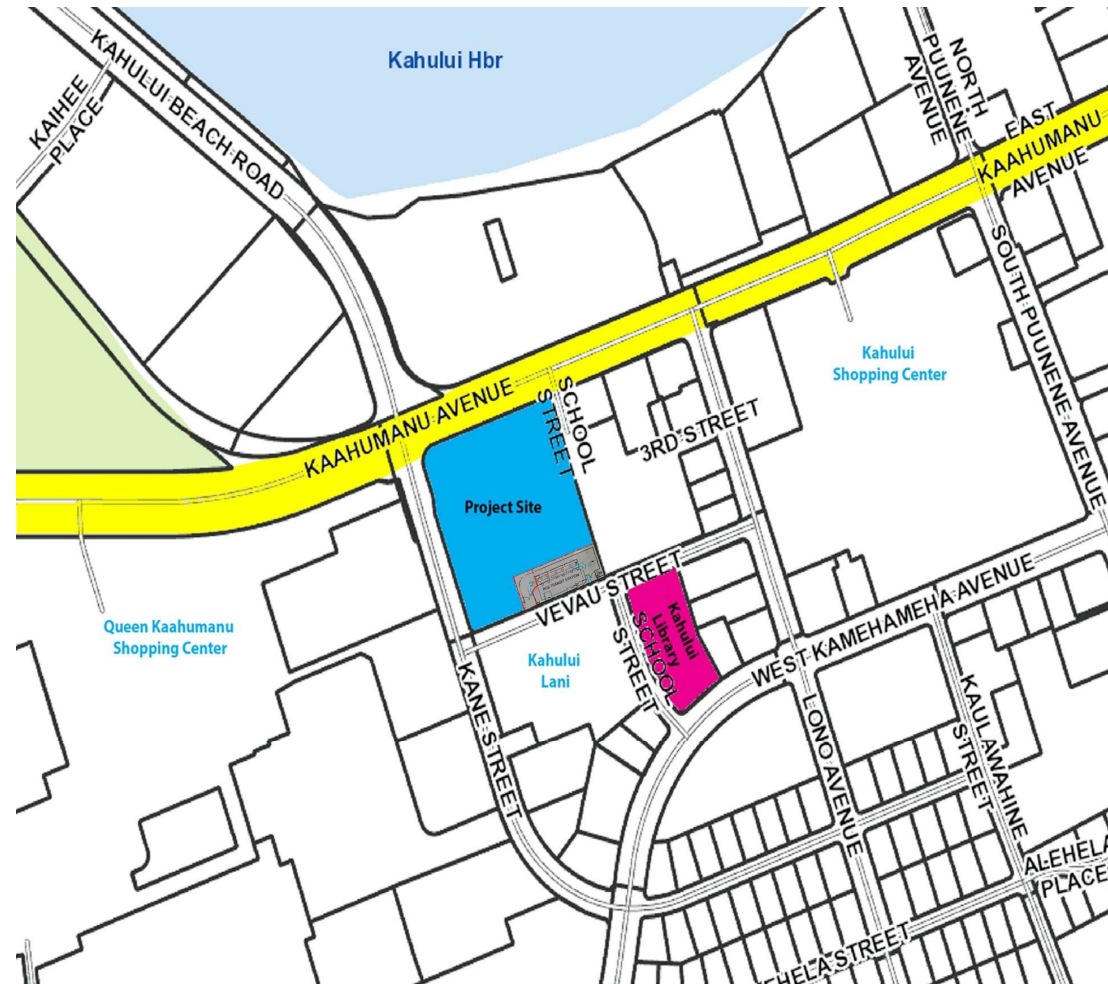 Kahului Hbr
KAHULUI BEACH ROAD
KAIHEE
PLACE
NORTH
PUUNENE
AVENUE
EAST
KAAHUMANU
AVENUE
SOUTH PUUNENE AVENUE
Kahului
Shopping Center
KAAHUMANU AVENUE
SCHOOL
STREET
3RD STREET
Project Site
VEVAU STREET
Kahului
Library
SCHOOL
STREET
Queen Kaahumanu
Shopping Center
Kahului
Lani
WEST KAMEHAMEHA AVENUE
KANE STREET
LONO AVENUE
KAULAWAHINE
STREET
ALEHELA
PLACE
EHELA STREET